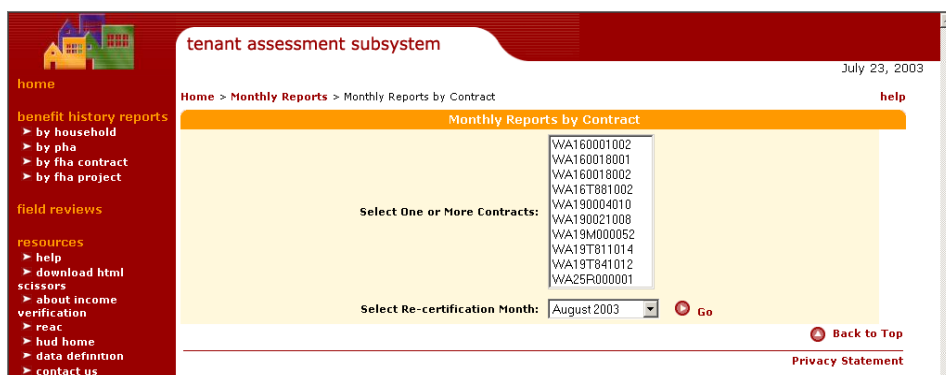 tenant assessment subsystem
July 23, 2003
home
benefit history reports
by household
by pha
by fha contract
by fha project
field reviews
resources
help
download html
scissors
about income
verification
reac
hud home
data definition
contact us
Home > Monthly Reports > Monthly Reports by Contract
help
Monthly Reports by Contract
Select One or More Contracts:
WA160001002
WA160018001
WA160018002
WA16T881002
WA190004010
WA190021008
WA19M000052
WA19T811014
WA19T841012
WA25R000001
Select Re-certification Month:
August 2003
Go
Back to Top
Privacy Statement